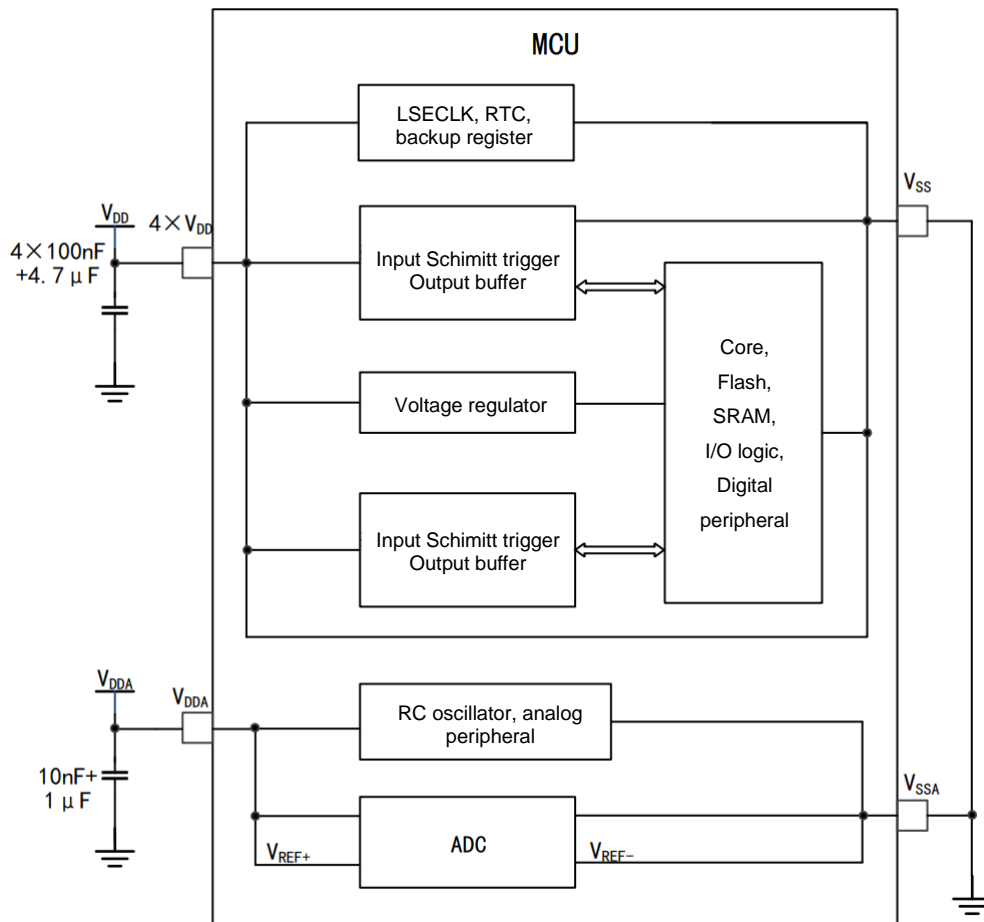 MCU
LSECLK, RTC,
backup register
VSS
VDD
4×VDD
4×100nF
+4.7μF
Input Schimitt trigger
Output buffer
Core,
Flash,
SRAM,
I/O logic,
Digital
peripheral
Voltage regulator
Input Schimitt trigger
Output buffer
VDDA
VDDA
RC oscillator, analog
peripheral
10nF+
1μF
VSSA
ADC
VREF+
VREF-